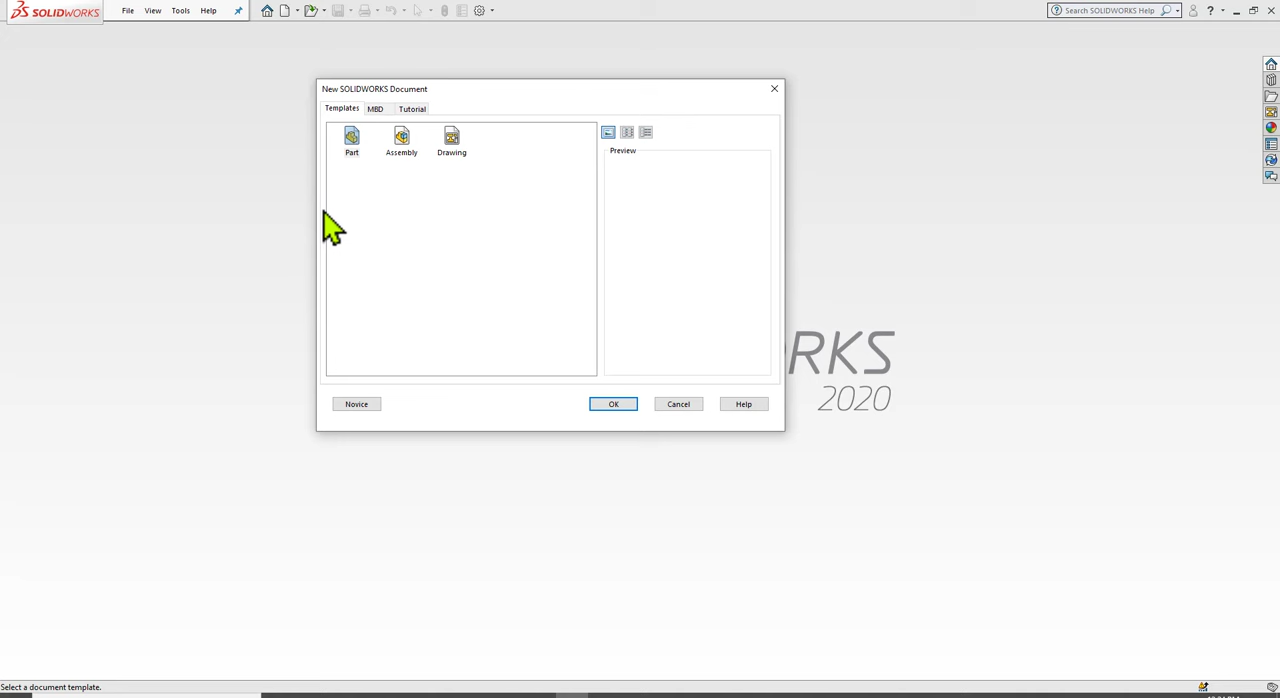 SOLIDWORKS File View Tools Help Search SOLIDWORKS Help ?
New SOLIDWORKS Document
Templates MBD Tutorial
Part Assembly Drawing
Preview
RKS
2020
Novice OK Cancel Help
Select a document template.